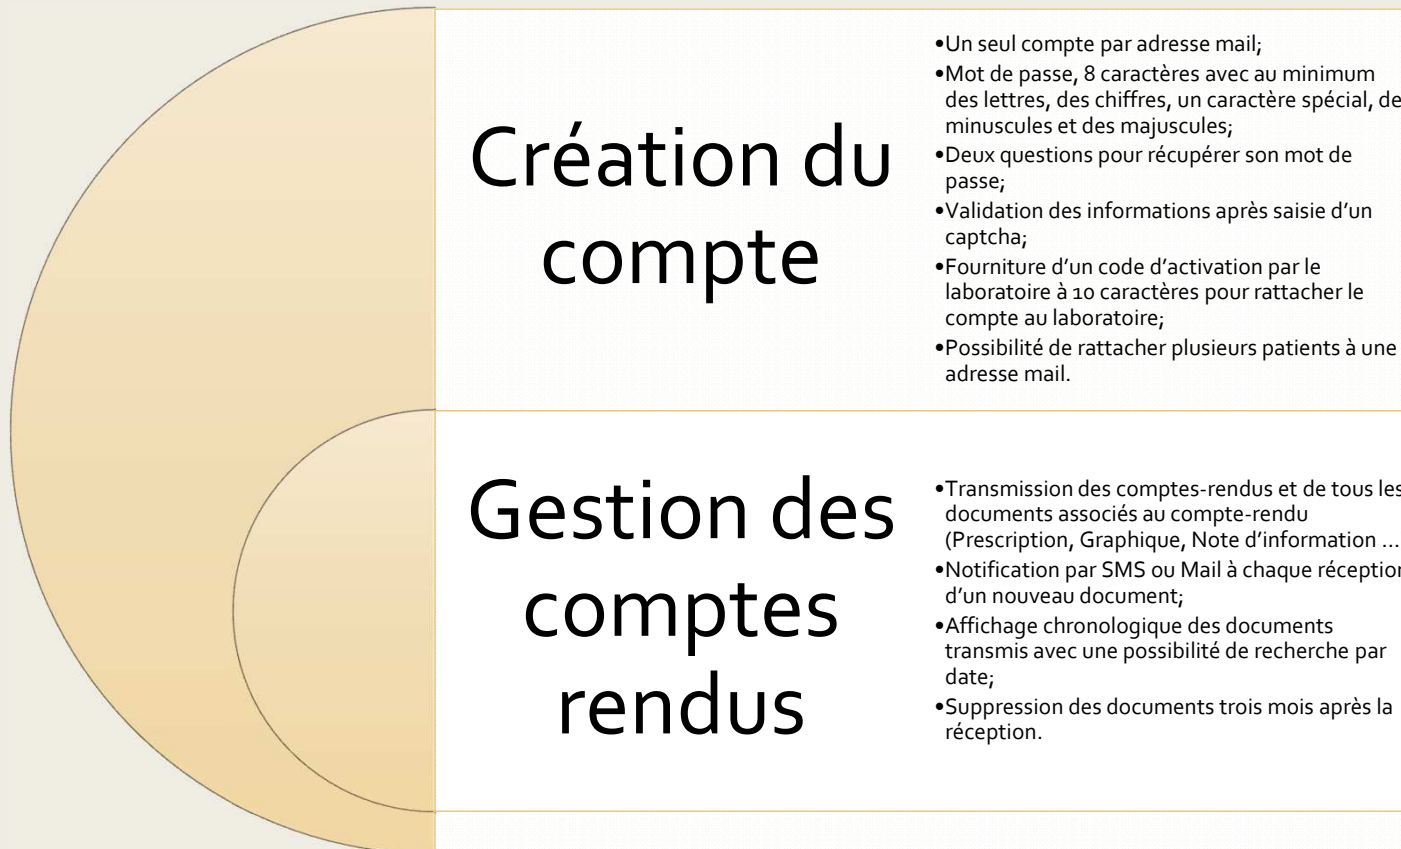 Création du
compte
•Un seul compte par adresse mail;
•Mot de passe, 8 caractères avec au minimum
des lettres, des chiffres, un caractère spécial, de
minuscules et des majuscules;
•Deux questions pour récupérer son mot de
passe;
•Validation des informations après saisie d’un
captcha;
•Fourniture d’un code d’activation par le
laboratoire à 10 caractères pour rattacher le
compte au laboratoire;
•Possibilité de rattacher plusieurs patients à une
adresse mail.
Gestion des
comptes
rendus
•Transmission des comptes-rendus et de tous les
documents associés au compte-rendu
(Prescription, Graphique, Note d’information ...
•Notification par SMS ou Mail à chaque réception
d’un nouveau document;
•Affichage chronologique des documents
transmis avec une possibilité de recherche par
date;
•Suppression des documents trois mois après la
réception.